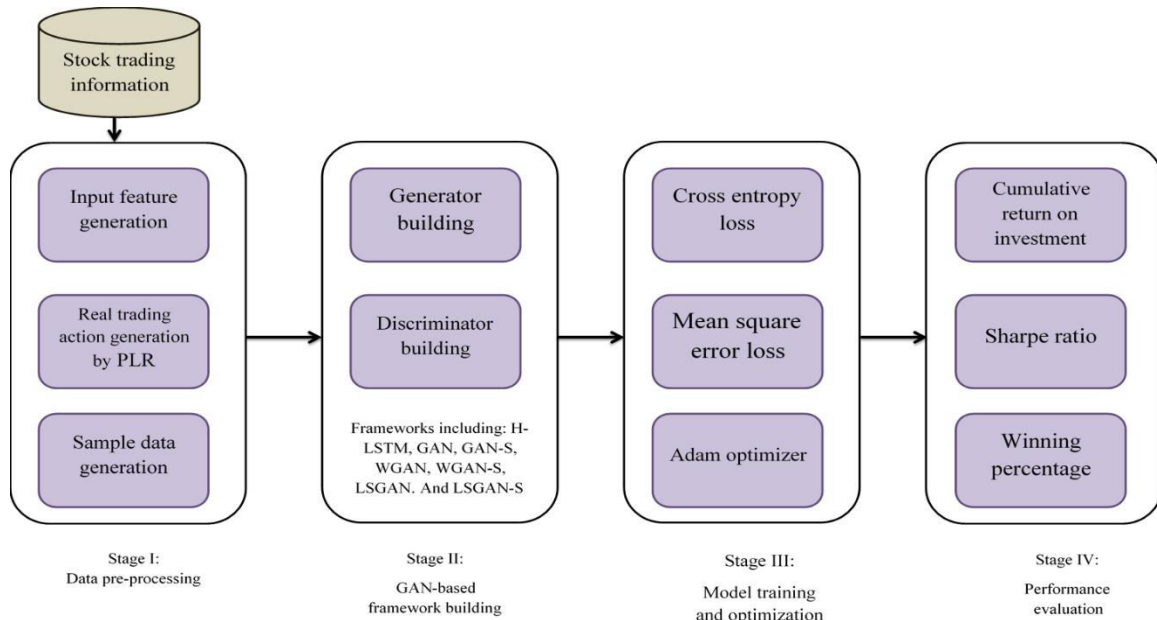 Stock trading
information
Input feature
generation
Real trading
action generation
by PLR
Sample data
generation
Stage I:
Data pre-processing
Generator
building
Discriminator
building
Frameworks including: H-
LSTM, GAN, GAN-S,
WGAN, WGAN-S,
LSGAN. And LSGAN-S
Stage II:
GAN-based
framework building
Cross entropy
loss
Mean square
error loss
Adam optimizer
Stage III:
Model training
and optimization
Cumulative
return on
investment
Sharpe ratio
Winning
percentage
Stage IV:
Performance
evaluation